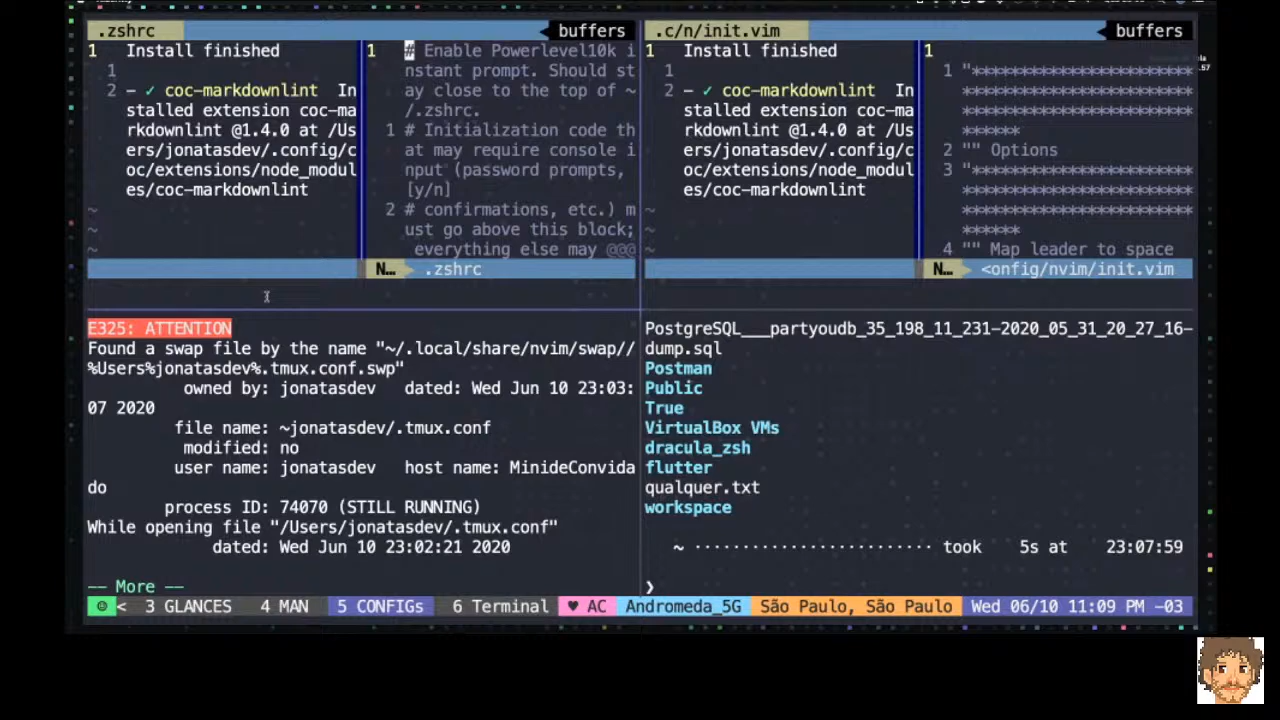 .zshrc
buffers
1 Install finished
1
2 - ✓ coc-markdownlint In
stalled extension coc-ma
rkdownlint @1.4.0 at /Us
ers/jonatasdev/.config/c
oc/extensions/node_modul
es/coc-markdownlint
~
~
~
1 # Enable Powerlevel10k i
nstant prompt. Should st
ay close to the top of ~
/.zshrc.
1 # Initialization code th
at may require console i
nput (password prompts,
[y/n]
2 # confirmations, etc.) m
ust go above this block;
everything else may @@@
N… .zshrc
.c/n/init.vim
buffers
1 Install finished
1
2 - ✓ coc-markdownlint In
stalled extension coc-ma
rkdownlint @1.4.0 at /Us
ers/jonatasdev/.config/c
oc/extensions/node_modul
es/coc-markdownlint
~
~
~
1
1 "***********************
************************
************************
******
2 "" Options
3 "***********************
************************
************************
******
4 "" Map leader to space
N… <onfig/nvim/init.vim
E325: ATTENTION
Found a swap file by the name "~/.local/share/nvim/swap//
%Users%jonatasdev%.tmux.conf.swp"
owned by: jonatasdev dated: Wed Jun 10 23:03:
07 2020
file name: ~jonatasdev/.tmux.conf
modified: no
user name: jonatasdev host name: MinideConvida
do
process ID: 74070 (STILL RUNNING)
While opening file "/Users/jonatasdev/.tmux.conf"
dated: Wed Jun 10 23:02:21 2020
-- More --
PostgreSQL___partyoudb_35_198_11_231-2020_05_31_20_27_16-
dump.sql
Postman
Public
True
VirtualBox VMs
dracula_zsh
flutter
qualquer.txt
workspace
~ ··························· took 5s at 23:07:59
❯
< 3 GLANCES 4 MAN 5 CONFIGs 6 Terminal ♥ AC Andromeda_5G São Paulo, São Paulo Wed 06/10 11:09 PM -03